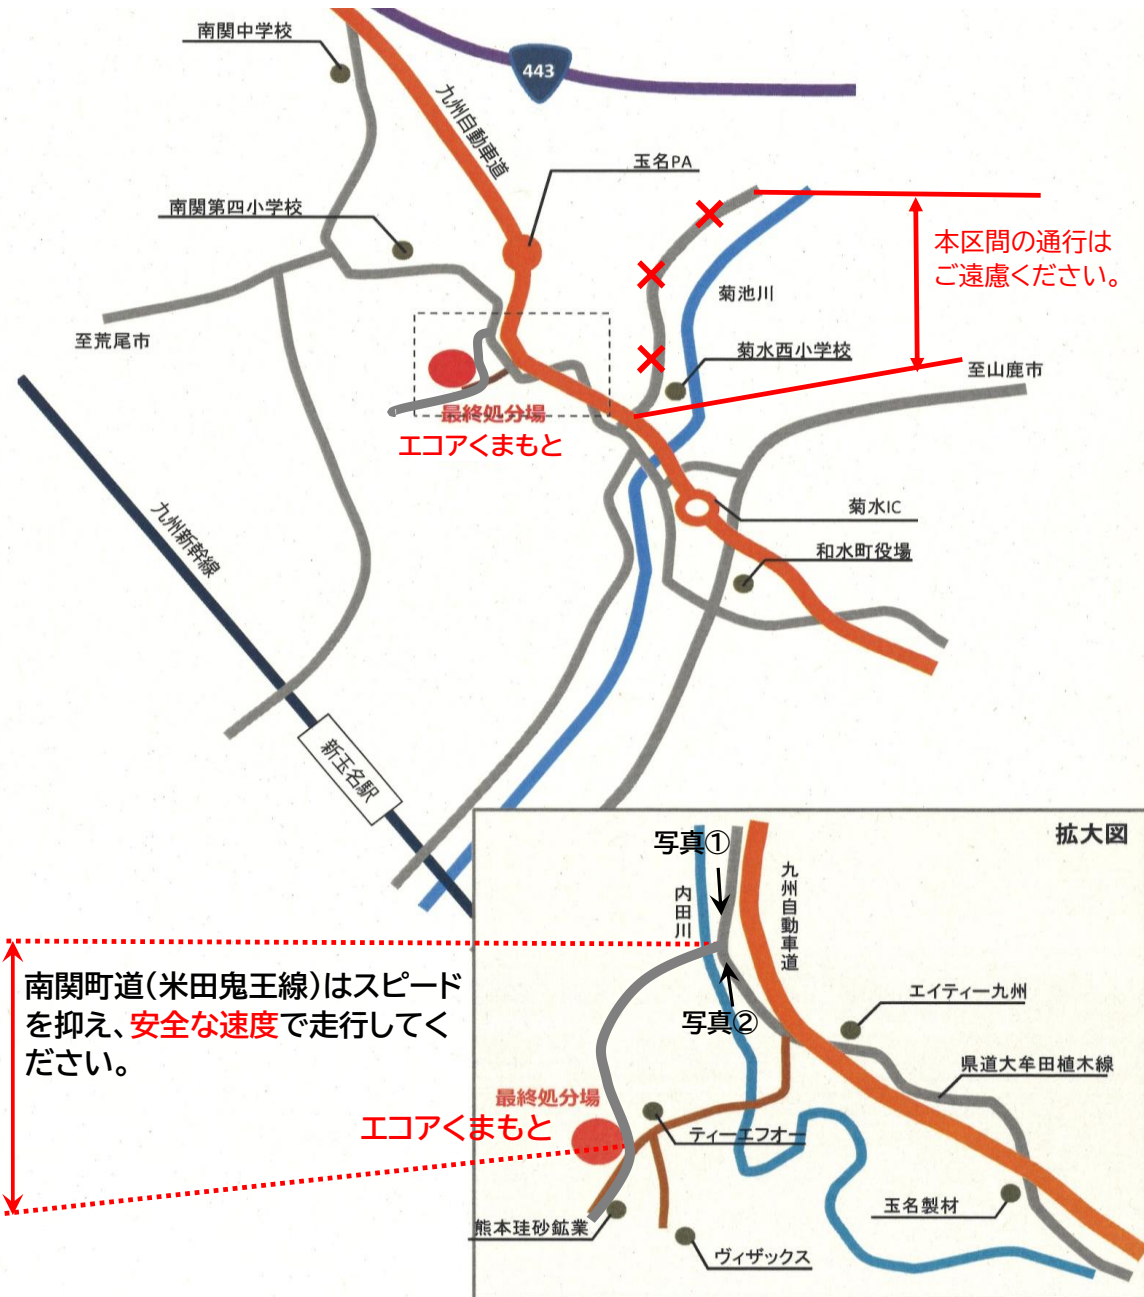 南関中学校
443
九州自動車道
玉名PA
南関第四小学校
本区間の通行は
ご遠慮ください。
菊池川
至荒尾市
菊水西小学校
至山鹿市
最終処分場
エコアくまもと
九州新幹線
菊水IC
和水町役場
新玉名駅
拡大図
写真①
九州自動車道
内田川
南関町道(米田鬼王線)はスピード
を抑え、安全な速度で走行してく
ださい。
エイティー九州
写真②
県道大牟田植木線
最終処分場
エコアくまもと
ティーエフオー
玉名製材
熊本珪砂鉱業
ヴィザックス